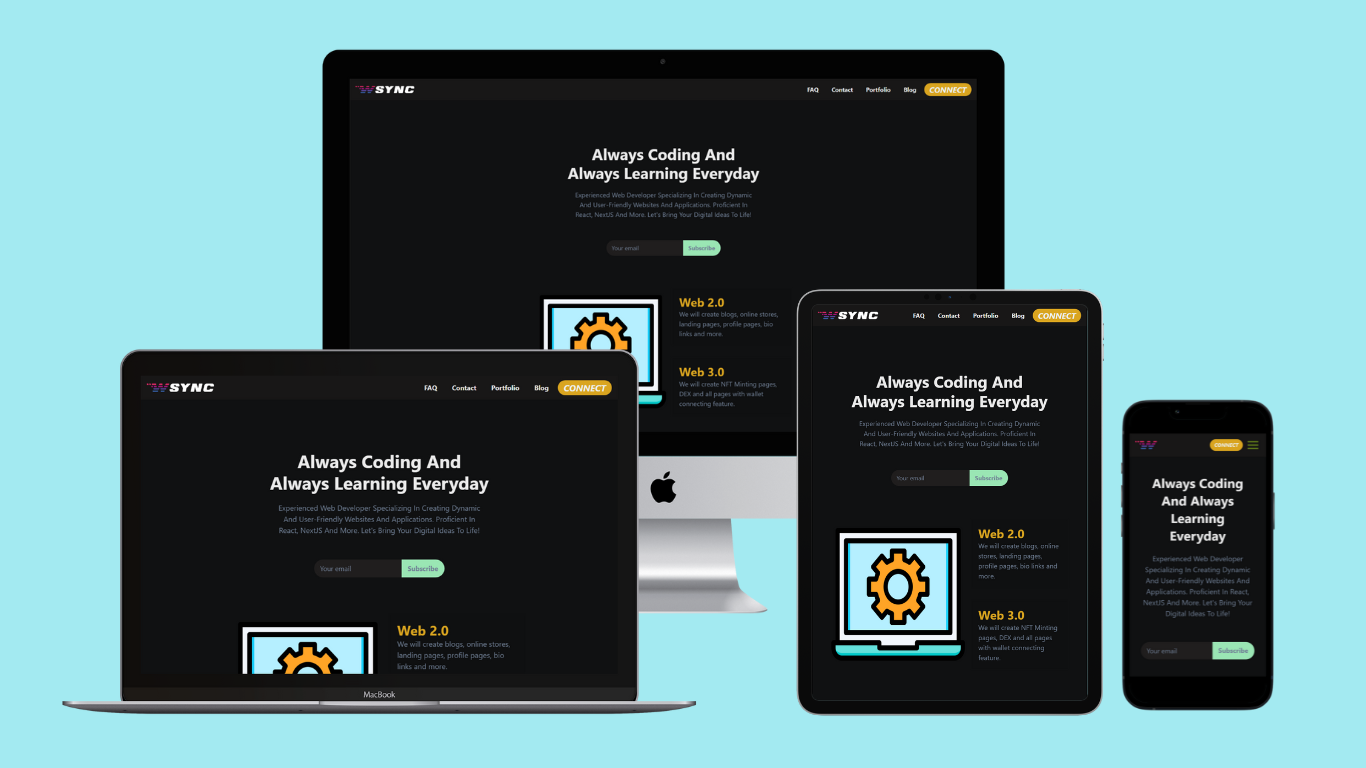 WSYNC
FAQ Contact Portfolio Blog CONNECT
Always Coding And
Always Learning Everyday
Experienced Web Developer Specializing In Creating Dynamic
And User-Friendly Websites And Applications. Proficient In
React, NextJS And More. Let's Bring Your Digital Ideas To Life!
Your email Subscribe
Web 2.0
We will create blogs, online stores,
landing pages, profile pages, bio
links and more.
Web 3.0
We will create NFT Minting pages,
DEX and all pages with wallet
connecting feature.
WSYNC
FAQ Contact Portfolio Blog CONNECT
Always Coding And
Always Learning Everyday
Experienced Web Developer Specializing In Creating Dynamic
And User-Friendly Websites And Applications. Proficient In
React, NextJS And More. Let's Bring Your Digital Ideas To Life!
Your email Subscribe
Web 2.0
We will create blogs, online stores,
landing pages, profile pages, bio
links and more.
MacBook
WSYNC
FAQ Contact Portfolio Blog CONNECT
Always Coding And
Always Learning Everyday
Experienced Web Developer Specializing In Creating Dynamic
And User-Friendly Websites And Applications. Proficient In
React, NextJS And More. Let's Bring Your Digital Ideas To Life!
Your email Subscribe
Web 2.0
We will create blogs, online
stores, landing pages,
profile pages, bio links and
more.
Web 3.0
We will create NFT Minting
pages, DEX and all pages
with wallet connecting
feature
W CONNECT
Always Coding
And Always
Learning
Everyday
Experienced Web Developer
Specializing In Creating Dynamic
And User-Friendly Websites And
Applications. Proficient In React,
NextJS And More. Let's Bring Your
Digital Ideas To Life!
Your email Subscribe